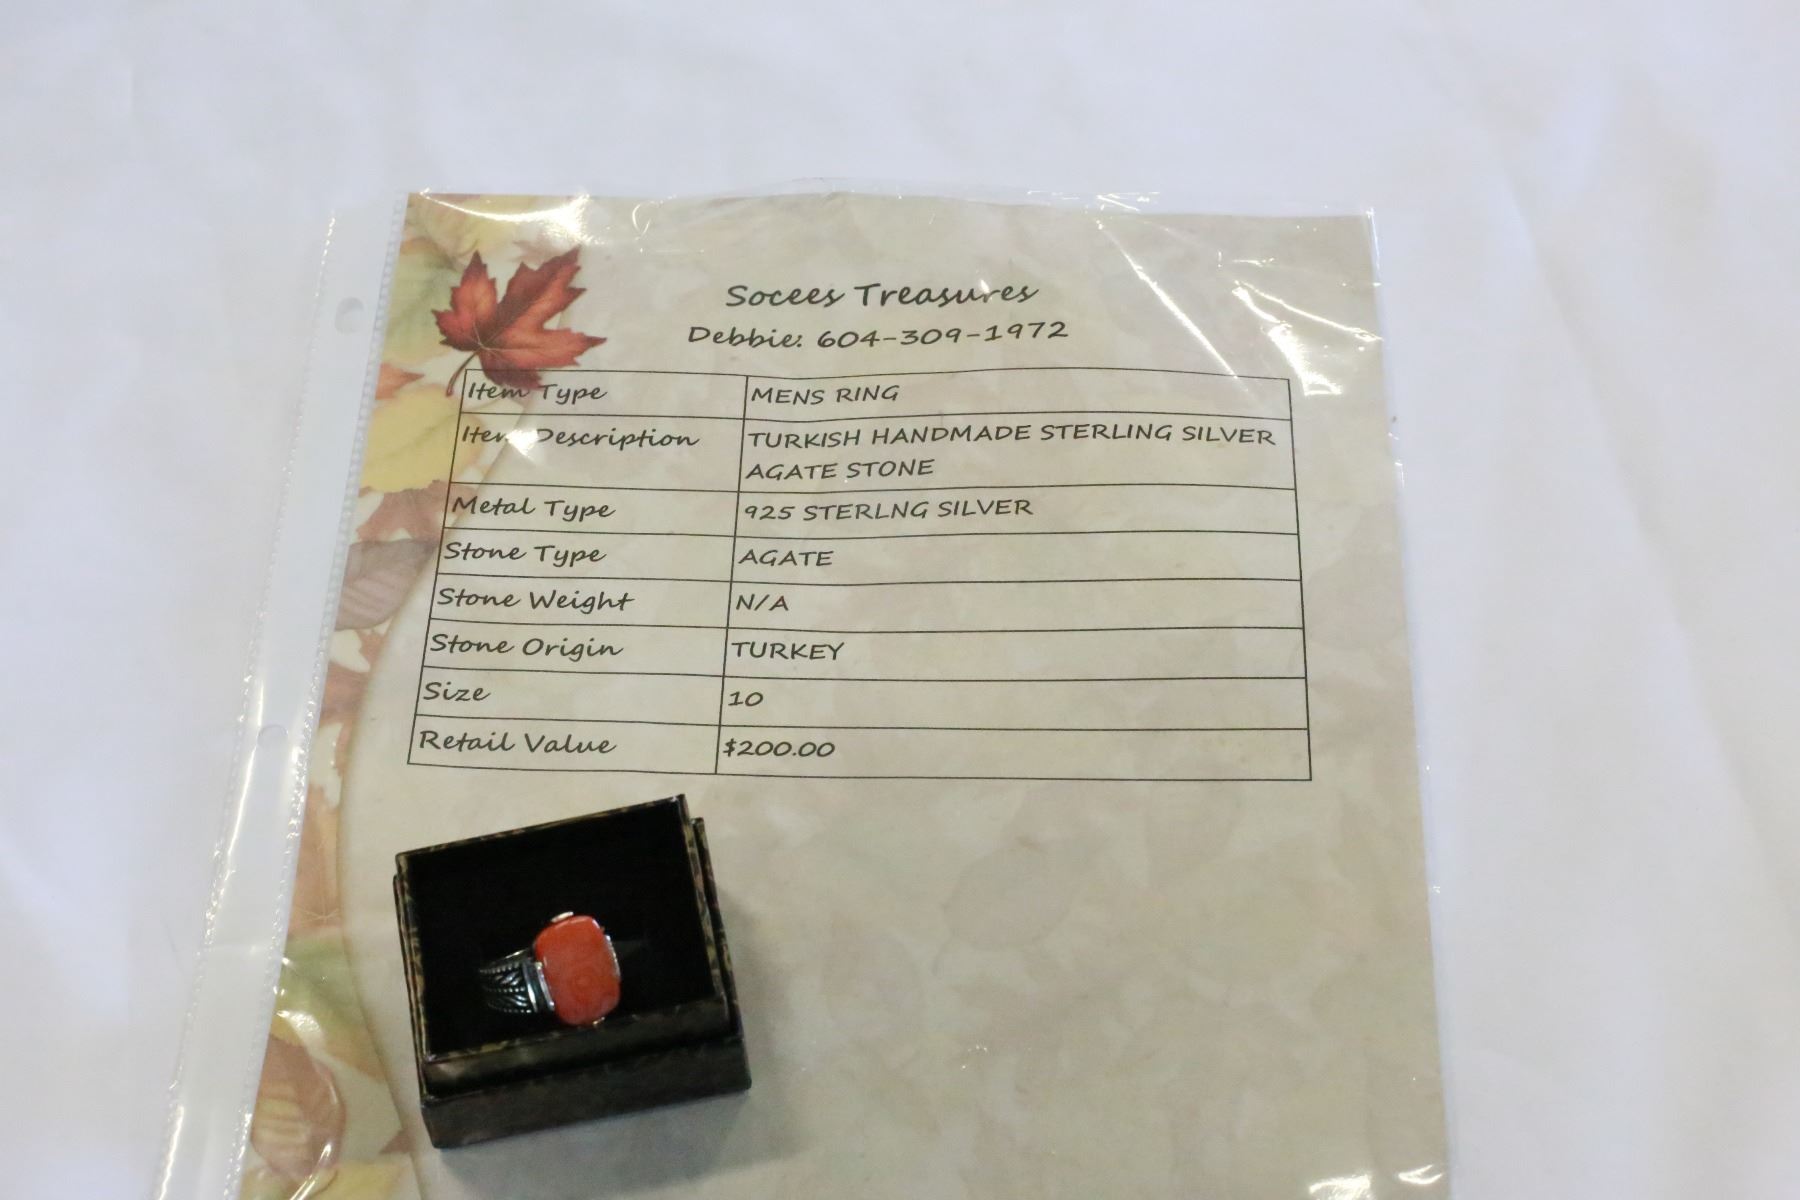 Socees Treasures
Debbie: 604-309-1972
Item Type MENS RING
Item Description TURKISH HANDMADE STERLING SILVER
AGATE STONE
Metal Type 925 STERLNG SILVER
Stone Type AGATE
Stone Weight N/A
Stone Origin TURKEY
Size 10
Retail Value $200.00